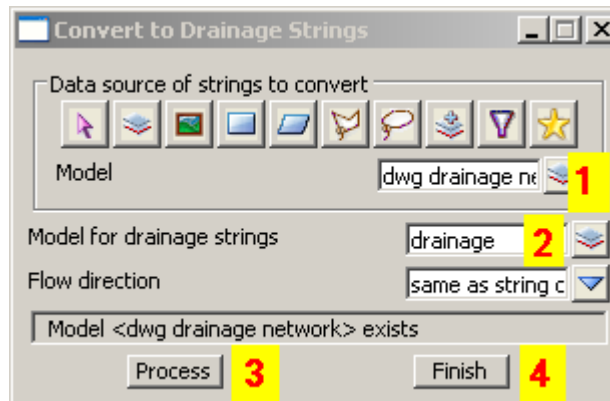 Convert to Drainage Strings
Data source of strings to convert
Model dwg drainage ne 1
Model for drainage strings drainage 2
Flow direction same as string c
Model <dwg drainage network> exists
Process 3 Finish 4